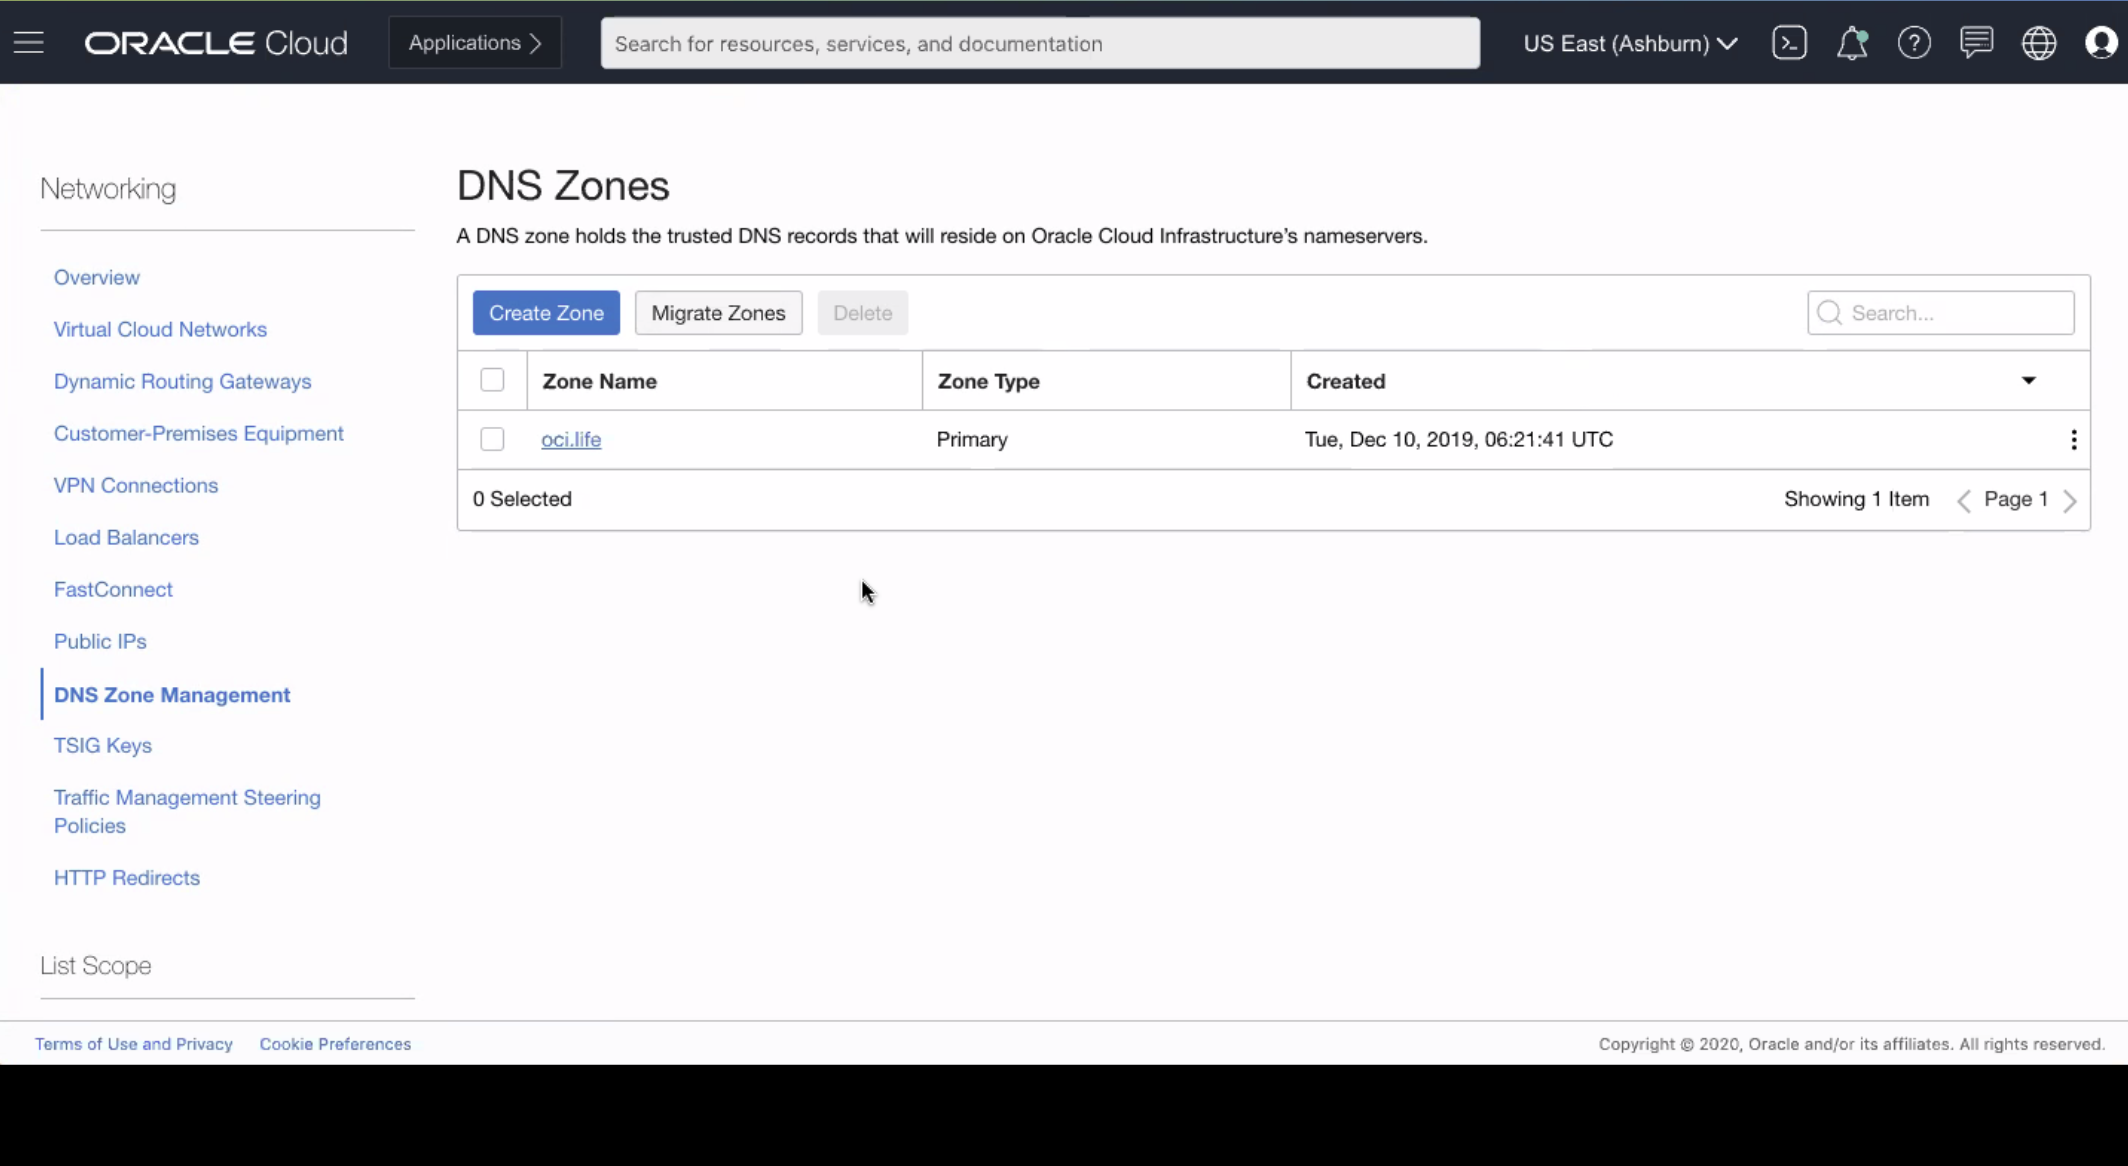 ORACLE Cloud
Applications
Search for resources, services, and documentation
US East (Ashburn)
Networking
Overview
Virtual Cloud Networks
Dynamic Routing Gateways
Customer-Premises Equipment
VPN Connections
Load Balancers
FastConnect
Public IPs
DNS Zone Management
TSIG Keys
Traffic Management Steering
Policies
HTTP Redirects
List Scope
DNS Zones
A DNS zone holds the trusted DNS records that will reside on Oracle Cloud Infrastructure's nameservers.
Create Zone Migrate Zones Delete Search...
Zone Name Zone Type Created
oci.life Primary Tue, Dec 10, 2019, 06:21:41 UTC
0 Selected Showing 1 Item Page 1
Terms of Use and Privacy Cookie Preferences Copyright © 2020, Oracle and/or its affiliates. All rights reserved.